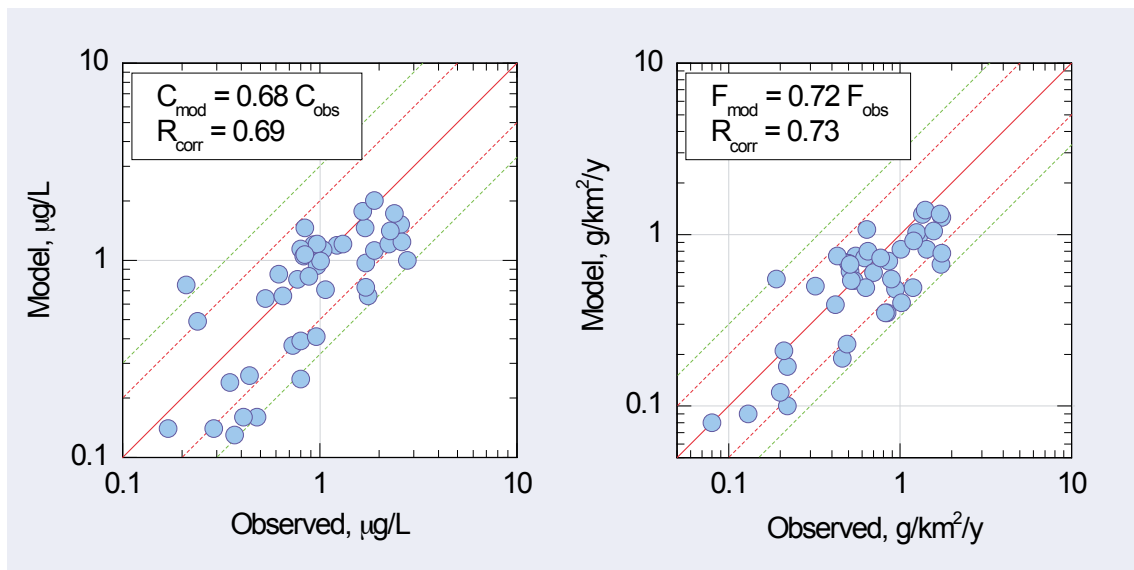 10
C_mod = 0.68 C_obs
R_corr = 0.69
Model, μg/L
1
0.1
0.1
1
10
Observed, μg/L
10
F_mod = 0.72 F_obs
R_corr = 0.73
Model, g/km²/y
1
0.1
0.1
1
10
Observed, g/km²/y